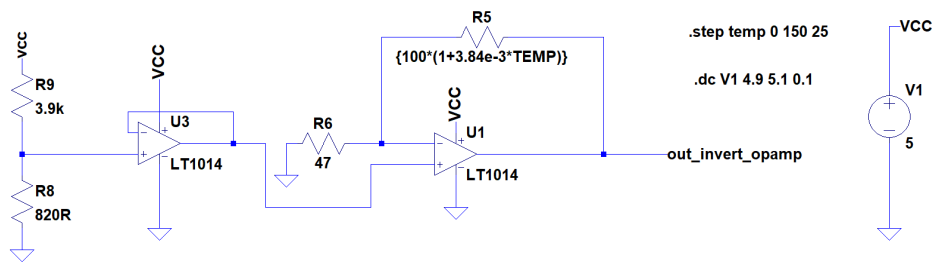 R5
.step temp 0 150 25
VCC
VCC
{100*(1+3.84e-3*TEMP)}
VCC
R9
3.9k
.dc V1 4.9 5.1 0.1
VCC
V1
U3
R6
U1
5
LT1014
47
LT1014
out_invert_opamp
R8
820R